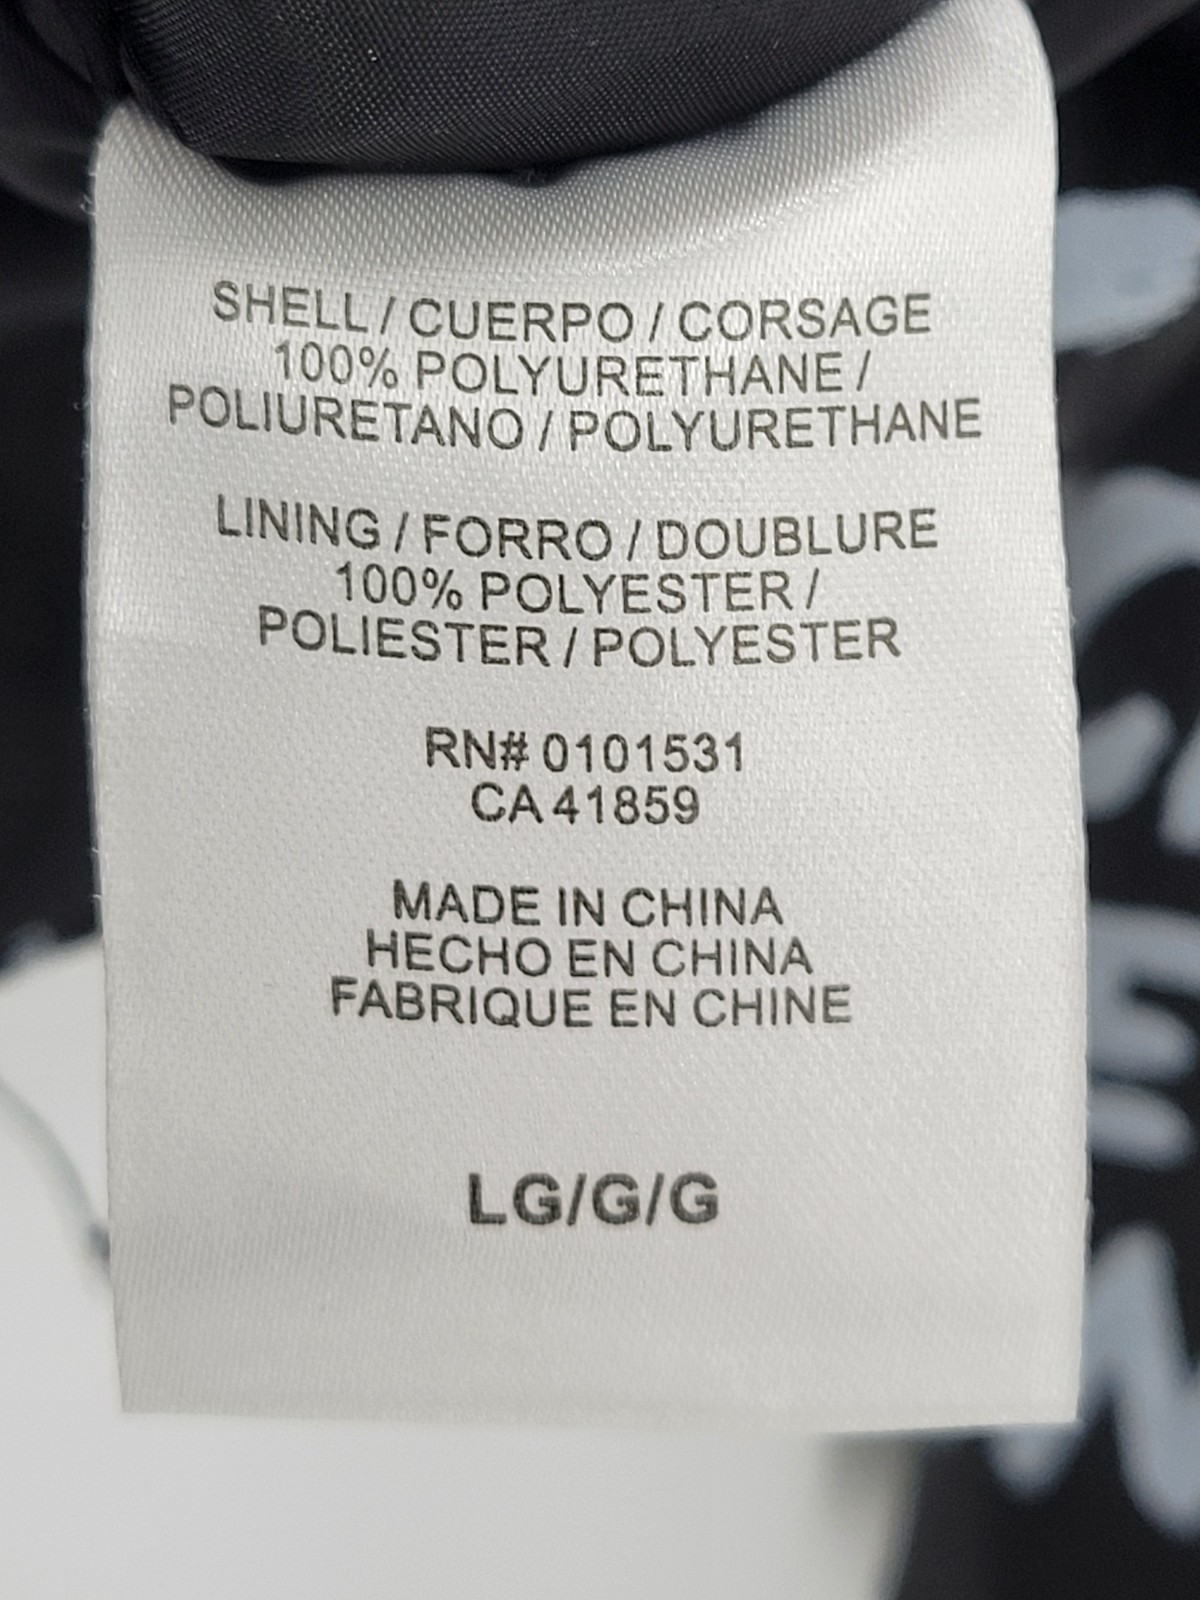 SHELL / CUERPO / CORSAGE
100% POLYURETHANE /
POLIURETANO / POLYURETHANE
LINING / FORRO / DOUBLURE
100% POLYESTER /
POLIESTER / POLYESTER
RN# 0101531
CA 41859
MADE IN CHINA
HECHO EN CHINA
FABRIQUE EN CHINE
LG/G/G